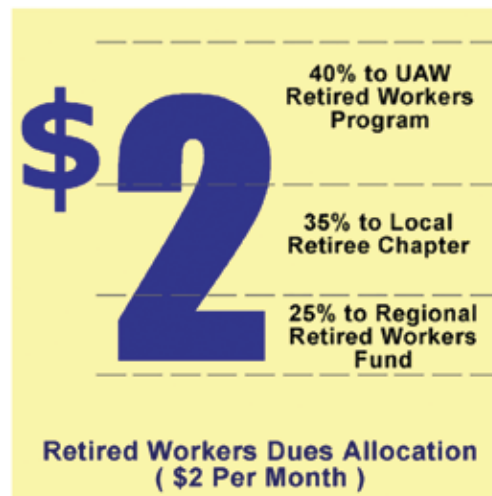 $2
40% to UAW
Retired Workers
Program
35% to Local
Retiree Chapter
25% to Regional
Retired Workers
Fund
Retired Workers Dues Allocation
( $2 Per Month )